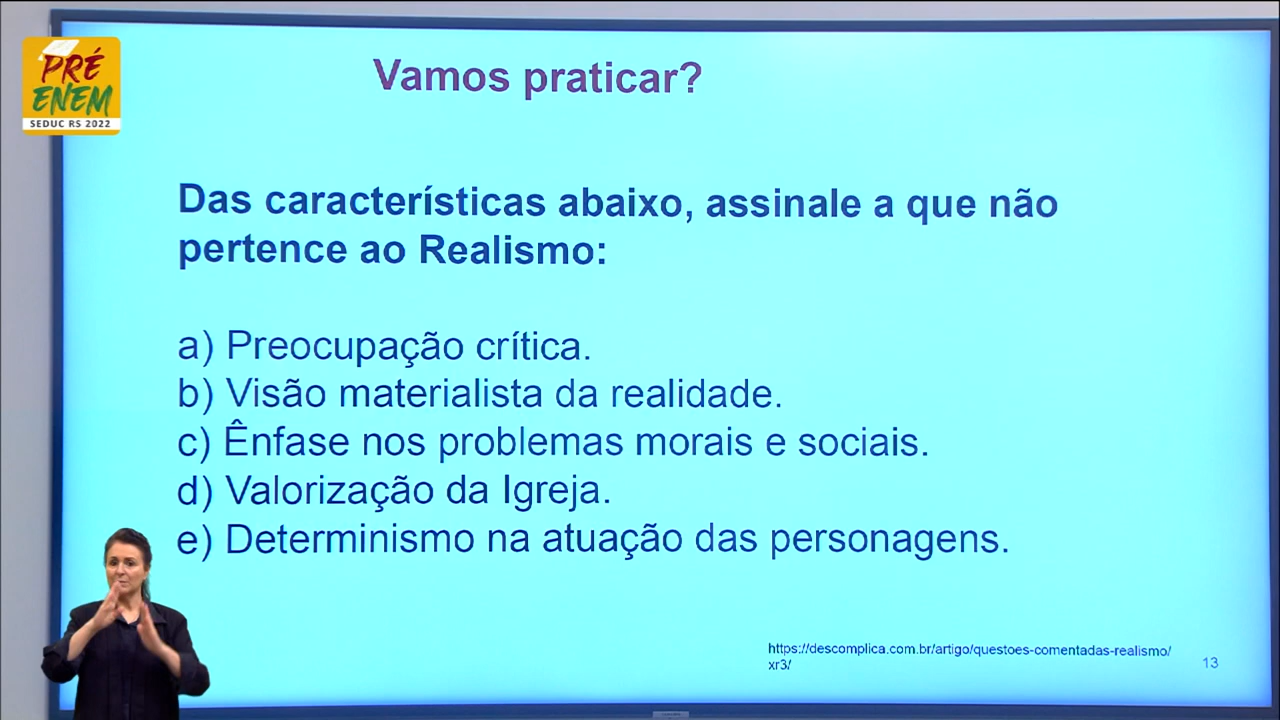 PRÉ
ENEM
SEDUC RS 2022
Vamos praticar?
Das características abaixo, assinale a que não
pertence ao Realismo:
a) Preocupação crítica.
b) Visão materialista da realidade.
c) Ênfase nos problemas morais e sociais.
d) Valorização da Igreja.
e) Determinismo na atuação das personagens.
https://descomplica.com.br/artigo/questoes-comentadas-realismo/
xr3/
13